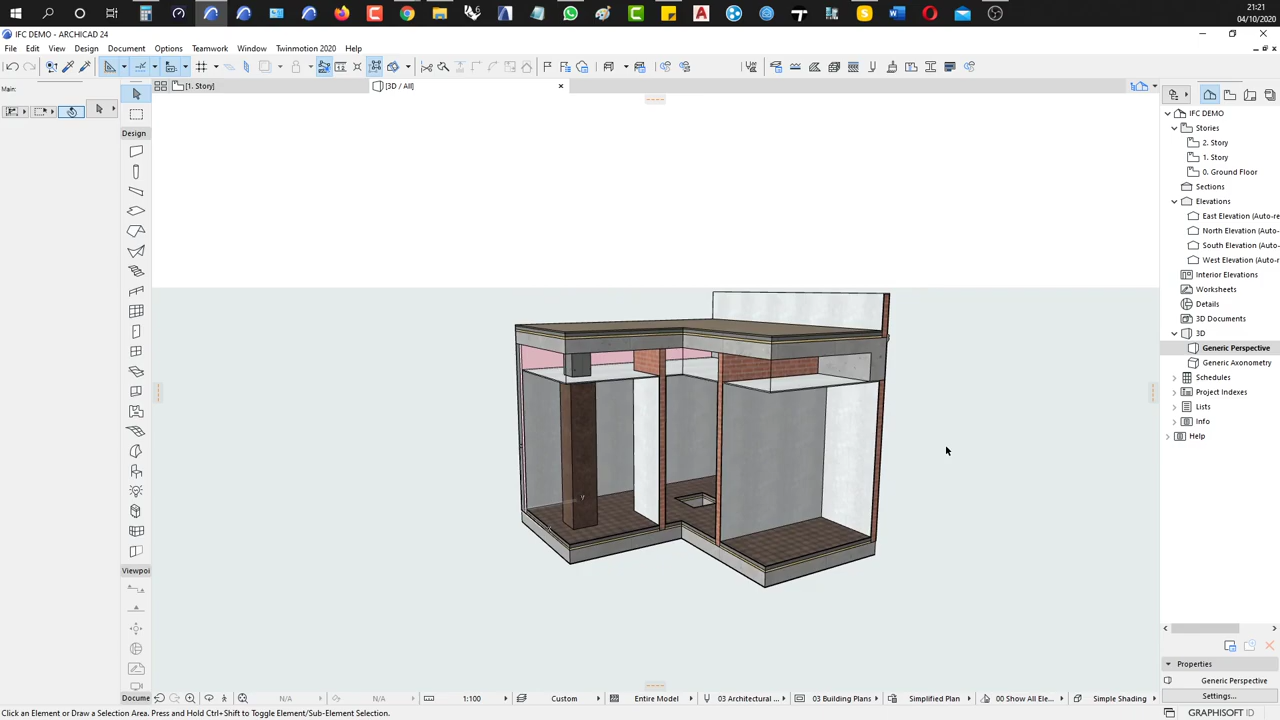 21:21
04/10/2020
IFC DEMO - ARCHICAD 24
File Edit View Design Document Options Teamwork Window Twinmotion 2020 Help
Main:
[1. Story]
[3D / All]
Design
IFC DEMO
Stories
2. Story
1. Story
0. Ground Floor
Sections
Elevations
East Elevation (Auto-re
North Elevation (Auto-
South Elevation (Auto-re
West Elevation (Auto-
Interior Elevations
Worksheets
Details
3D Documents
3D
Generic Perspective
Generic Axonometry
Schedules
Project Indexes
Lists
Info
Help
Viewpoi
Y
Docume
N/A
N/A
1:100
Custom
Entire Model
03 Architectural ...
03 Building Plans
Simplified Plan
00 Show All Ele...
Simple Shading
Properties
Generic Perspective
Settings...
Click an Element or Draw a Selection Area. Press and Hold Ctrl+Shift to Toggle Element/Sub-Element Selection.
GRAPHISOFT ID